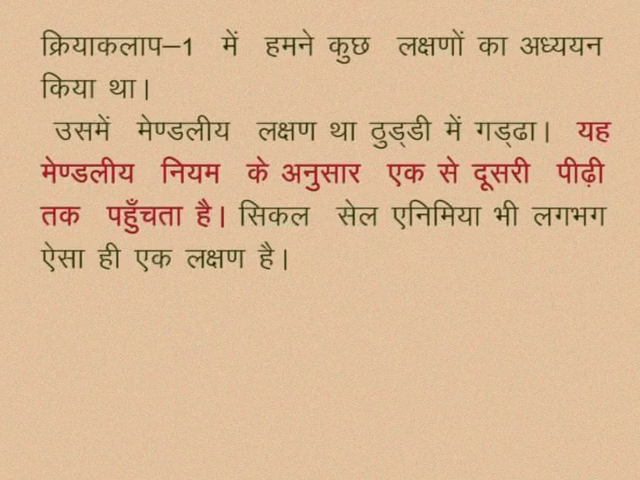 क्रियाकलाप–1 में हमने कुछ लक्षणों का अध्ययन
किया था।
उसमें मेण्डलीय लक्षण था ठुड्डी में गड्ढा। यह
मेण्डलीय नियम के अनुसार एक से दूसरी पीढ़ी
तक पहुँचता है। सिकल सेल एनिमिया भी लगभग
ऐसा ही एक लक्षण है।